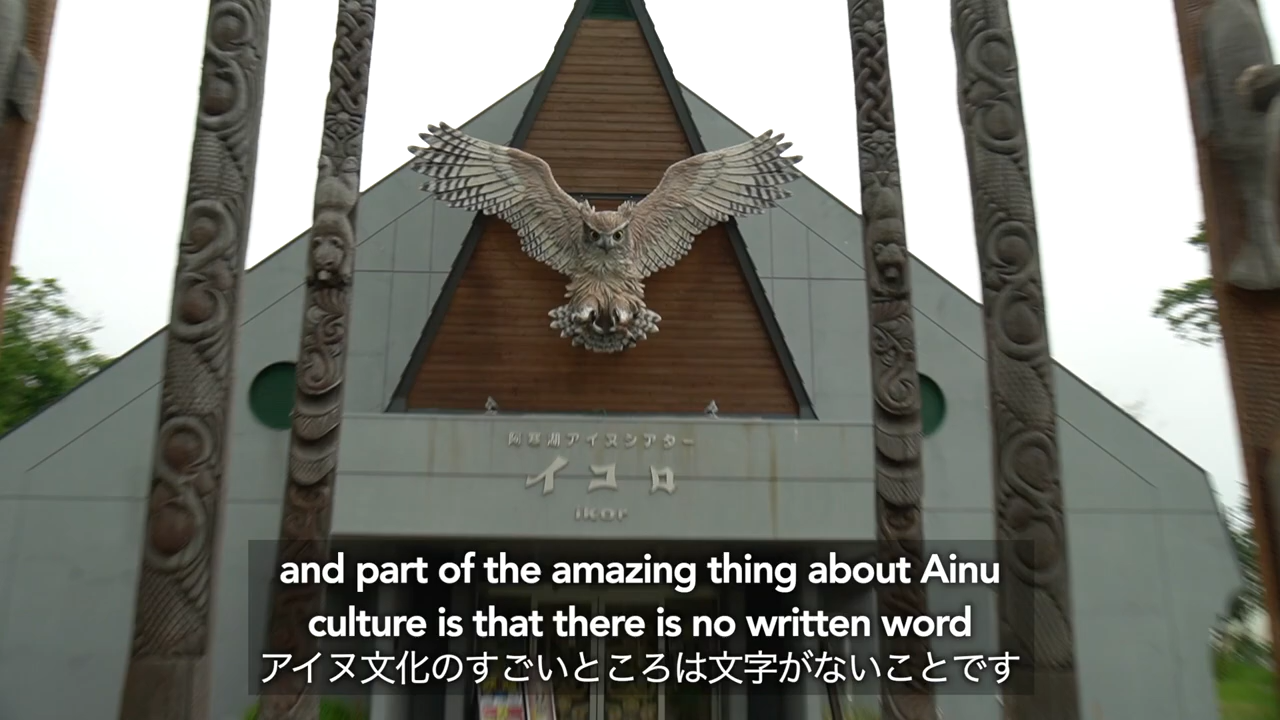 阿寒湖アイヌシアター
イコロ
ikor
and part of the amazing thing about Ainu
culture is that there is no written word
アイヌ文化のすごいところは文字がないことです